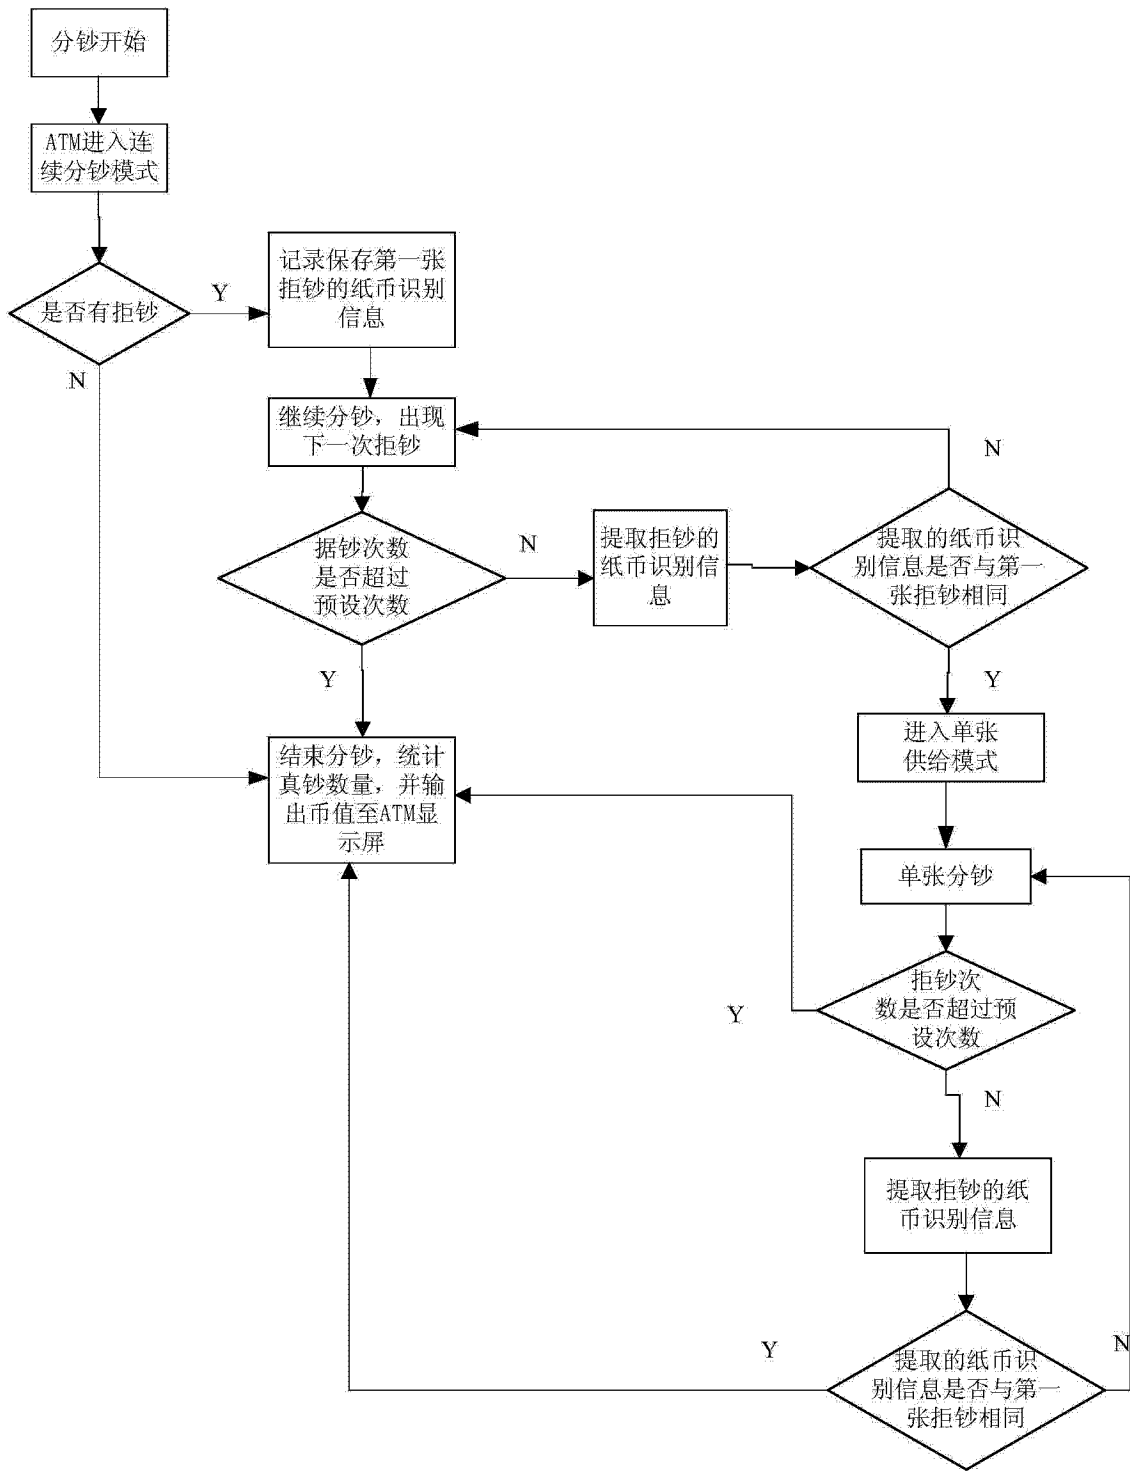 分钞开始
ATM进入连
续分钞模式
是否有拒钞
Y
N
记录保存第一张
拒钞的纸币识别
信息
继续分钞，出现
下一次拒钞
N
据钞次数
是否超过
预设次数
N
Y
提取拒钞的
纸币识别信
息
提取的纸币识
别信息是否与第一
张拒钞相同
Y
结束分钞，统计
真钞数量，并输
出币值至ATM显
示屏
进入单张
供给模式
单张分钞
拒钞次
数是否超过预
设次数
Y
N
提取拒钞的纸
币识别信息
提取的纸币识
别信息是否与第一
张拒钞相同
Y
N